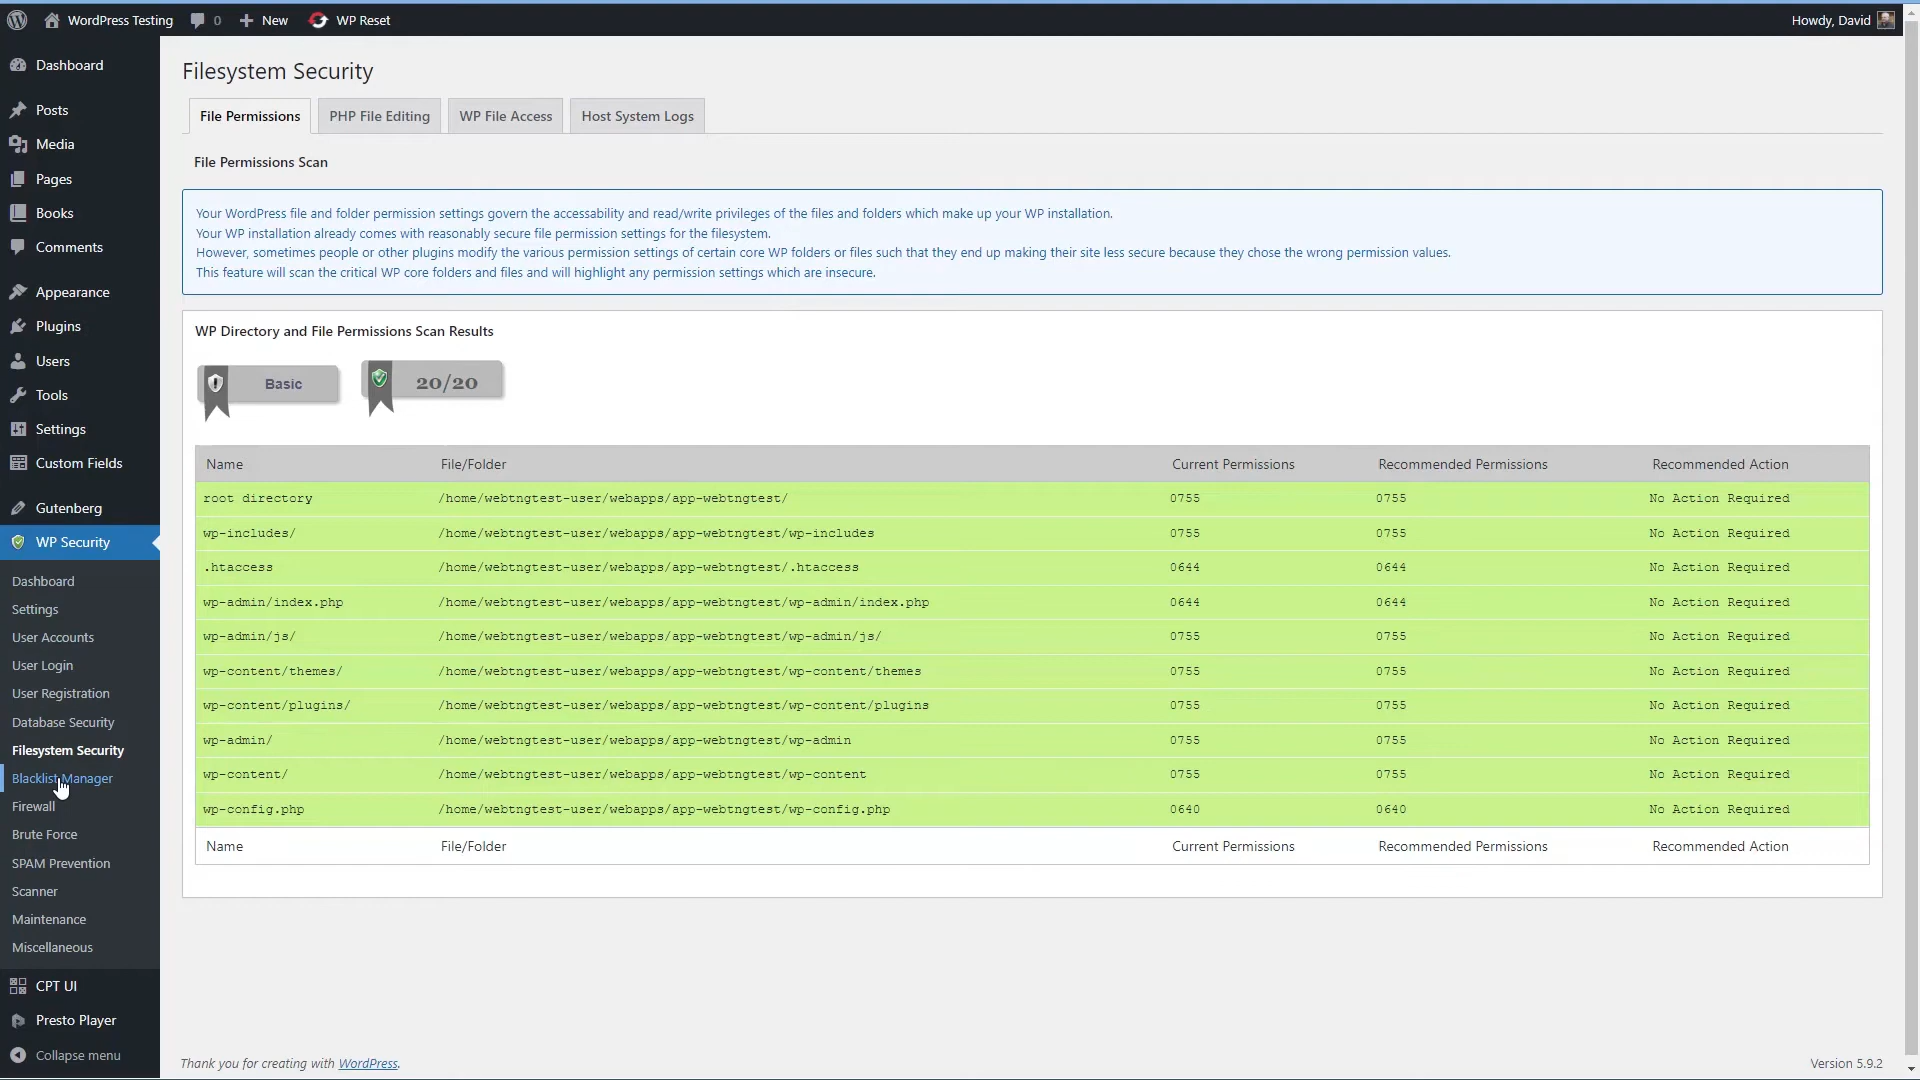 WordPress Testing 0 New WP Reset Howdy, David
Dashboard
Posts
Media
Pages
Books
Comments
Appearance
Plugins
Users
Tools
Settings
Custom Fields
Gutenberg
WP Security
Dashboard
Settings
User Accounts
User Login
User Registration
Database Security
Filesystem Security
Blacklist Manager
Firewall
Brute Force
SPAM Prevention
Scanner
Maintenance
Miscellaneous
CPT UI
Presto Player
Collapse menu
Filesystem Security
File Permissions PHP File Editing WP File Access Host System Logs
File Permissions Scan
Your WordPress file and folder permission settings govern the accessability and read/write privileges of the files and folders which make up your WP installation.
Your WP installation already comes with reasonably secure file permission settings for the filesystem.
However, sometimes people or other plugins modify the various permission settings of certain core WP folders or files such that they end up making their site less secure because they chose the wrong permission values.
This feature will scan the critical WP core folders and files and will highlight any permission settings which are insecure.
WP Directory and File Permissions Scan Results
Basic 20/20
Name File/Folder Current Permissions Recommended Permissions Recommended Action
root directory /home/webtngtest-user/webapps/app-webtngtest/ 0755 0755 No Action Required
wp-includes/ /home/webtngtest-user/webapps/app-webtngtest/wp-includes 0755 0755 No Action Required
.htaccess /home/webtngtest-user/webapps/app-webtngtest/.htaccess 0644 0644 No Action Required
wp-admin/index.php /home/webtngtest-user/webapps/app-webtngtest/wp-admin/index.php 0644 0644 No Action Required
wp-admin/js/ /home/webtngtest-user/webapps/app-webtngtest/wp-admin/js/ 0755 0755 No Action Required
wp-content/themes/ /home/webtngtest-user/webapps/app-webtngtest/wp-content/themes 0755 0755 No Action Required
wp-content/plugins/ /home/webtngtest-user/webapps/app-webtngtest/wp-content/plugins 0755 0755 No Action Required
wp-admin/ /home/webtngtest-user/webapps/app-webtngtest/wp-admin 0755 0755 No Action Required
wp-content/ /home/webtngtest-user/webapps/app-webtngtest/wp-content 0755 0755 No Action Required
wp-config.php /home/webtngtest-user/webapps/app-webtngtest/wp-config.php 0640 0640 No Action Required
Name File/Folder Current Permissions Recommended Permissions Recommended Action
Thank you for creating with WordPress. Version 5.9.2